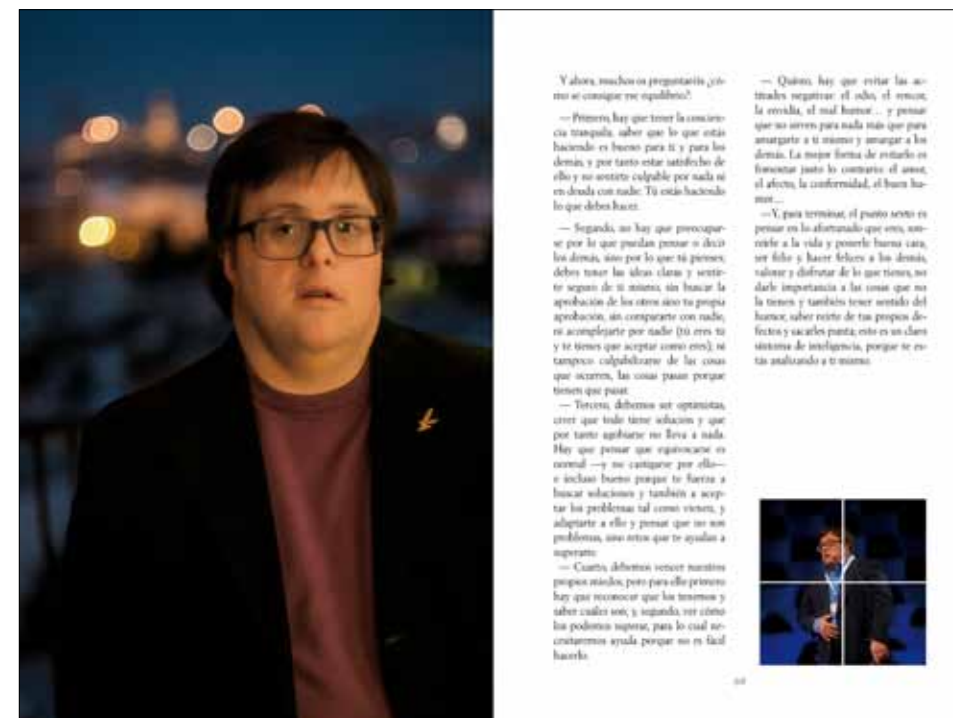 Y ahora, muchos os preguntaréis ¿có-
mo se consigue ese equilibrio?:
— Primero, hay que tener la concien-
cia tranquila, saber que lo que estás
haciendo es bueno para ti y para los
demás, y por tanto estar satisfecho de
ello y no sentirte culpable por nada ni
en deuda con nadie. Tú estás haciendo
lo que debes hacer.
— Segundo, no hay que preocupar-
se por lo que puedan pensar o decir
los demás, sino por lo que tú pienses;
debes tener las ideas claras y sentir-
te seguro de ti mismo, sin buscar la
aprobación de los otros sino tu propia
aprobación, sin compararte con nadie,
ni acomplejarte por nadie (tú eres tú
y te tienes que aceptar como eres); ni
tampoco culpabilizarse de las cosas
que ocurren, las cosas pasan porque
tienen que pasar.
— Tercero, debemos ser optimistas,
creer que todo tiene solución y que
por tanto agobiarse no lleva a nada.
Hay que pensar que equivocarse es
normal —y no castigarse por ello—
e incluso bueno porque te fuerza a
buscar soluciones y también a acep-
tar los problemas tal como vienen, y
adaptarte a ello y pensar que no son
problemas, sino retos que te ayudan a
superarte.
— Cuarto, debemos vencer nuestros
propios miedos, pero para ello primero
hay que reconocer que los tenemos y
saber cuáles son; y, segundo, ver cómo
los podemos superar, para lo cual ne-
cesitaremos ayuda porque no es fácil
hacerlo.
— Quinto, hay que evitar las ac-
titudes negativas: el odio, el rencor,
la envidia, el mal humor… y pensar
que no sirven para nada más que para
amargarte a ti mismo y amargar a los
demás. La mejor forma de evitarlo es
fomentar justo lo contrario: el amor,
el afecto, la conformidad, el buen hu-
mor…
—Y, para terminar, el punto sexto es
pensar en lo afortunado que eres, son-
reírle a la vida y ponerle buena cara,
ser feliz y hacer felices a los demás,
valorar y disfrutar de lo que tienes, no
darle importancia a las cosas que no
la tienen y también tener sentido del
humor, saber reírte de tus propios de-
fectos y sacarles punta; esto es un claro
síntoma de inteligencia, porque te es-
tás analizando a ti mismo.